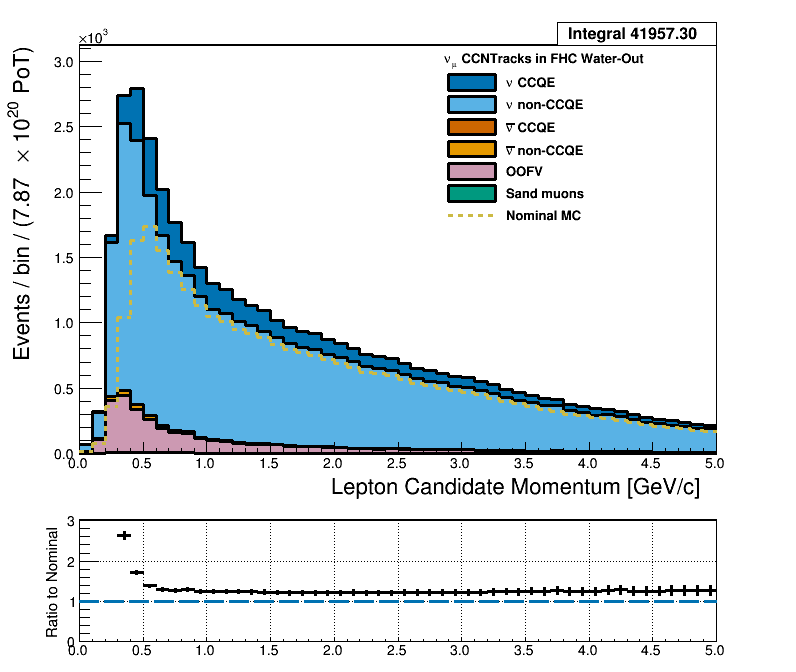 Integral 41957.30
×10³
ν_μ CCNTracks in FHC Water-Out
ν CCQE
ν non-CCQE
ν̅ CCQE
ν̅ non-CCQE
OOFV
Sand muons
Nominal MC
Events / bin / (7.87 × 10²⁰ PoT)
3.0
2.5
2.0
1.5
1.0
0.5
0.0
0.0 0.5 1.0 1.5 2.0 2.5 3.0 3.5 4.0 4.5 5.0
Lepton Candidate Momentum [GeV/c]
Ratio to Nominal
3
2
1
0
0.0 0.5 1.0 1.5 2.0 2.5 3.0 3.5 4.0 4.5 5.0